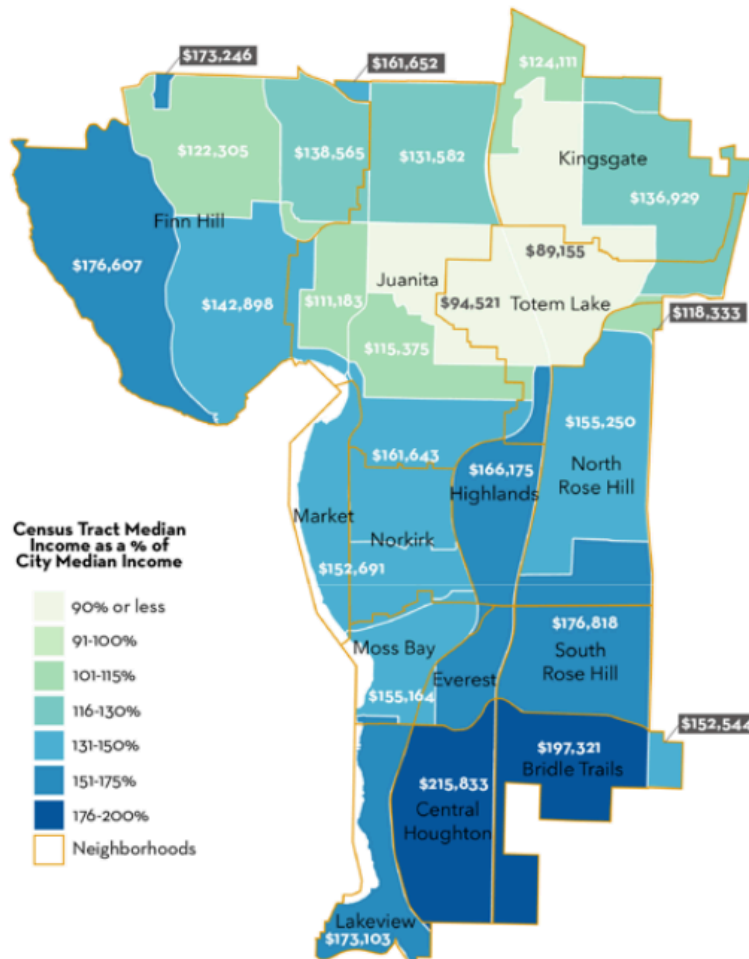 $173,246
$161,652
$124,111
$122,305
$138,565
$131,582
Kingsgate
$136,929
Finn Hill
$176,607
$142,898
$111,183
Juanita
$89,155
$94,521
Totem Lake
$118,333
$115,375
$155,250
$161,643
$166,175
North
Rose Hill
Highlands
Market
Norkirk
$152,691
Census Tract Median
Income as a % of
City Median Income
90% or less
91-100%
101-115%
116-130%
131-150%
151-175%
176-200%
Neighborhoods
$176,818
South
Rose Hill
Moss Bay
Everest
$155,164
$152,544
$197,321
Bridle Trails
$215,833
Central
Houghton
Lakeview
$173,103